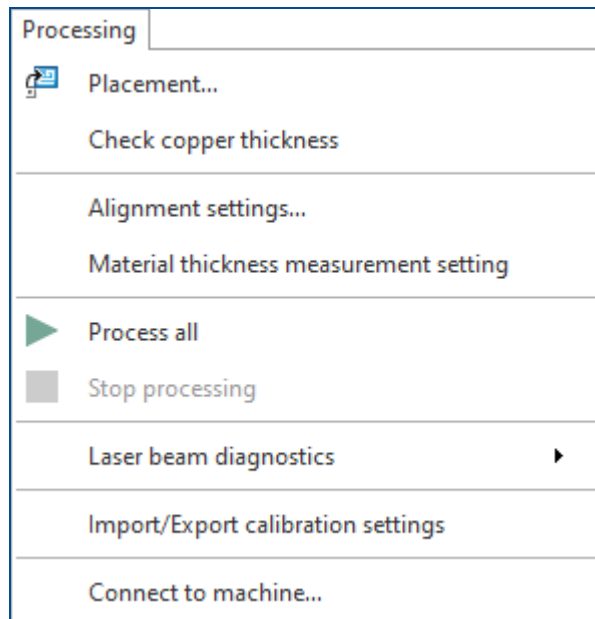 Processing
Placement...
Check copper thickness
Alignment settings...
Material thickness measurement setting
Process all
Stop processing
Laser beam diagnostics
Import/Export calibration settings
Connect to machine...